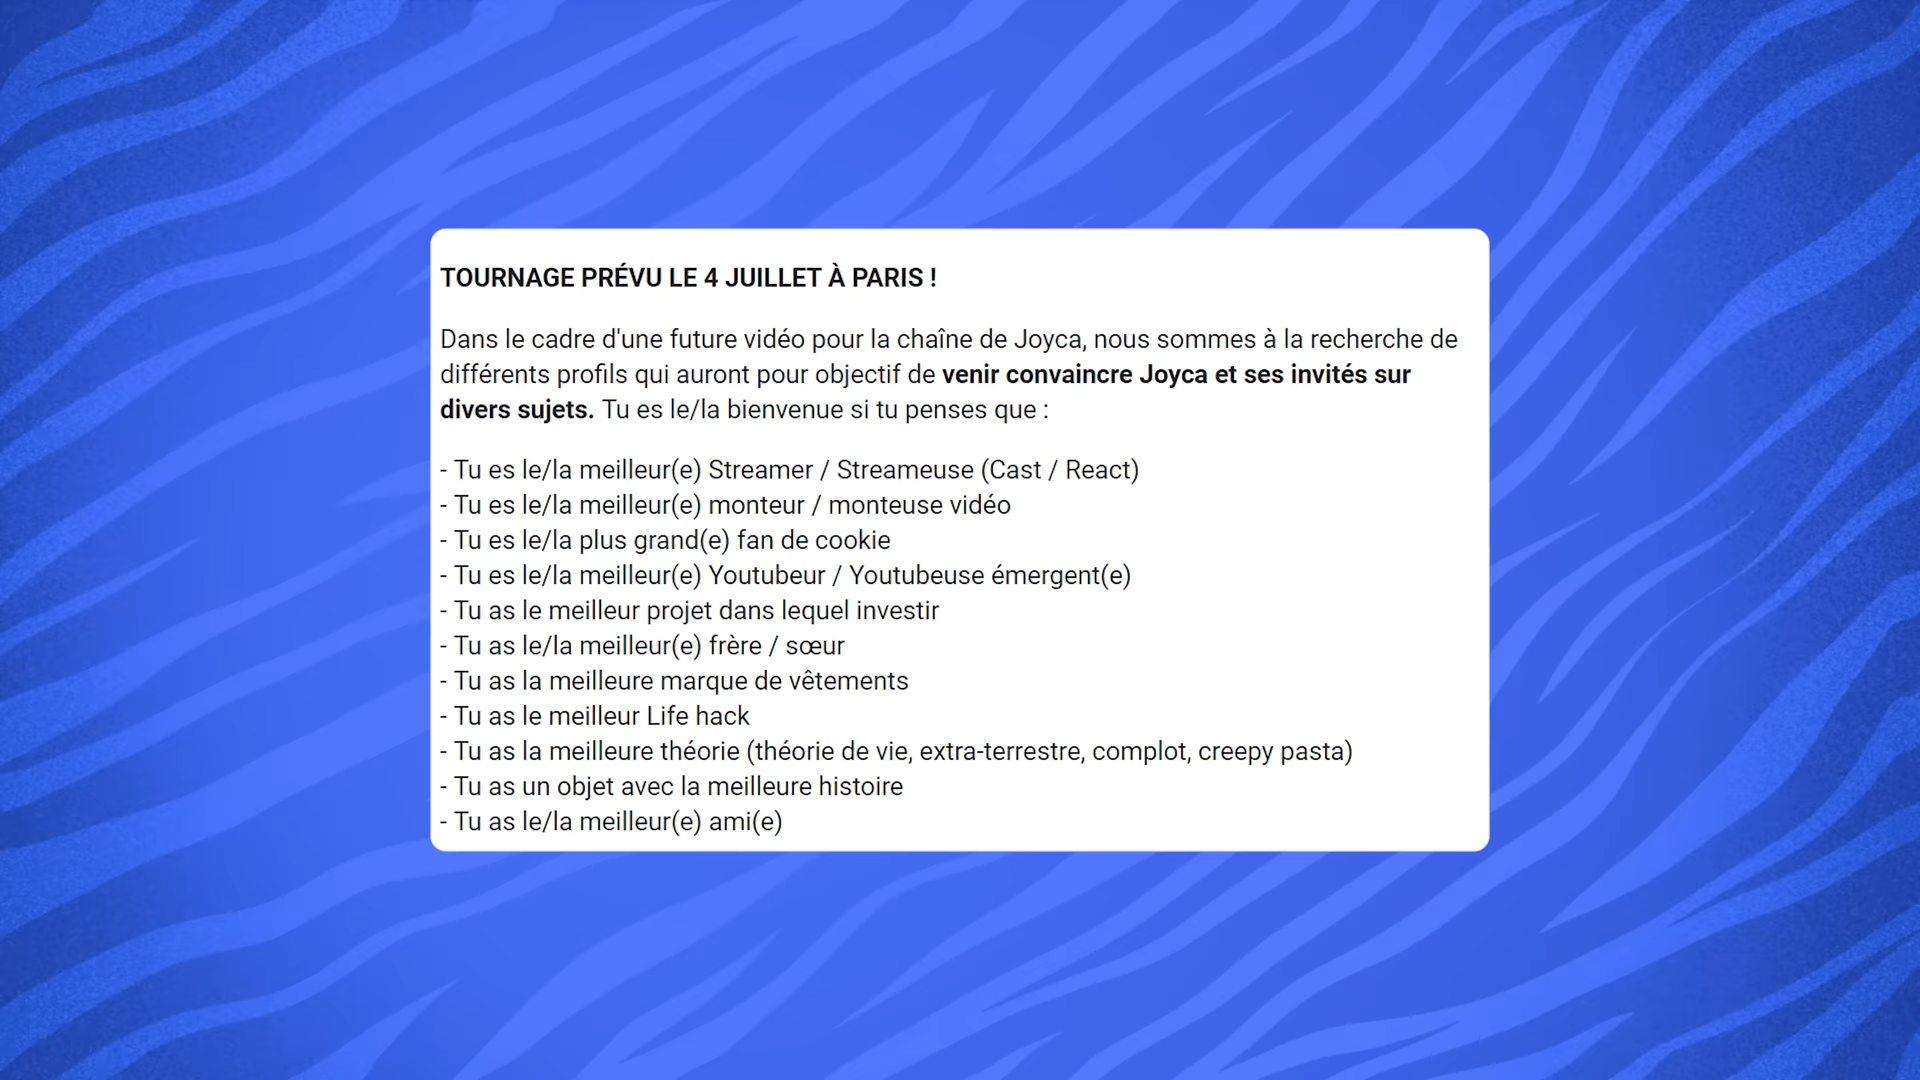 TOURNAGE PRÉVU LE 4 JUILLET À PARIS !
Dans le cadre d'une future vidéo pour la chaîne de Joyca, nous sommes à la recherche de
différents profils qui auront pour objectif de venir convaincre Joyca et ses invités sur
divers sujets. Tu es le/la bienvenue si tu penses que :
- Tu es le/la meilleur(e) Streamer / Streameuse (Cast / React)
- Tu es le/la meilleur(e) monteur / monteuse vidéo
- Tu es le/la plus grand(e) fan de cookie
- Tu es le/la meilleur(e) Youtubeur / Youtubeuse émergent(e)
- Tu as le meilleur projet dans lequel investir
- Tu as le/la meilleur(e) frère / sœur
- Tu as la meilleure marque de vêtements
- Tu as le meilleur Life hack
- Tu as la meilleure théorie (théorie de vie, extra-terrestre, complot, creepy pasta)
- Tu as un objet avec la meilleure histoire
- Tu as le/la meilleur(e) ami(e)